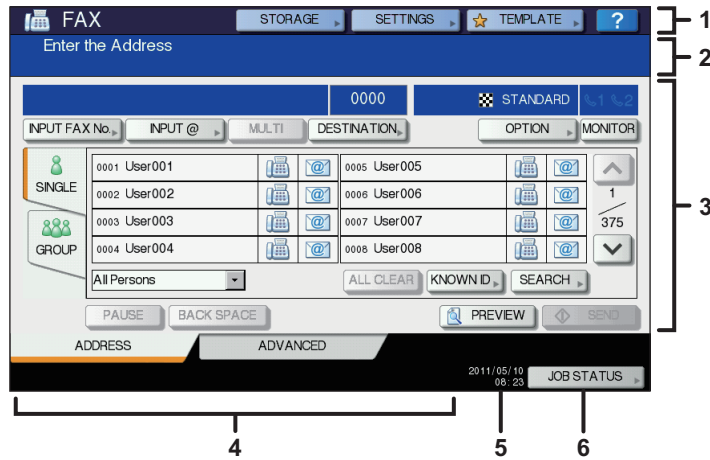 FAX STORAGE SETTINGS TEMPLATE ? 1
Enter the Address 2
0000 STANDARD 1 2
INPUT FAX No. INPUT @ MULTI DESTINATION OPTION MONITOR
SINGLE
GROUP
0001 User001 @ 0005 User005 @
0002 User002 @ 0006 User006 @
0003 User003 @ 0007 User007 @
0004 User004 @ 0008 User008 @
1
375
3
All Persons ALL CLEAR KNOWN ID SEARCH
PAUSE BACK SPACE PREVIEW SEND
ADDRESS ADVANCED
2011/05/10
08:23
JOB STATUS
4 5 6